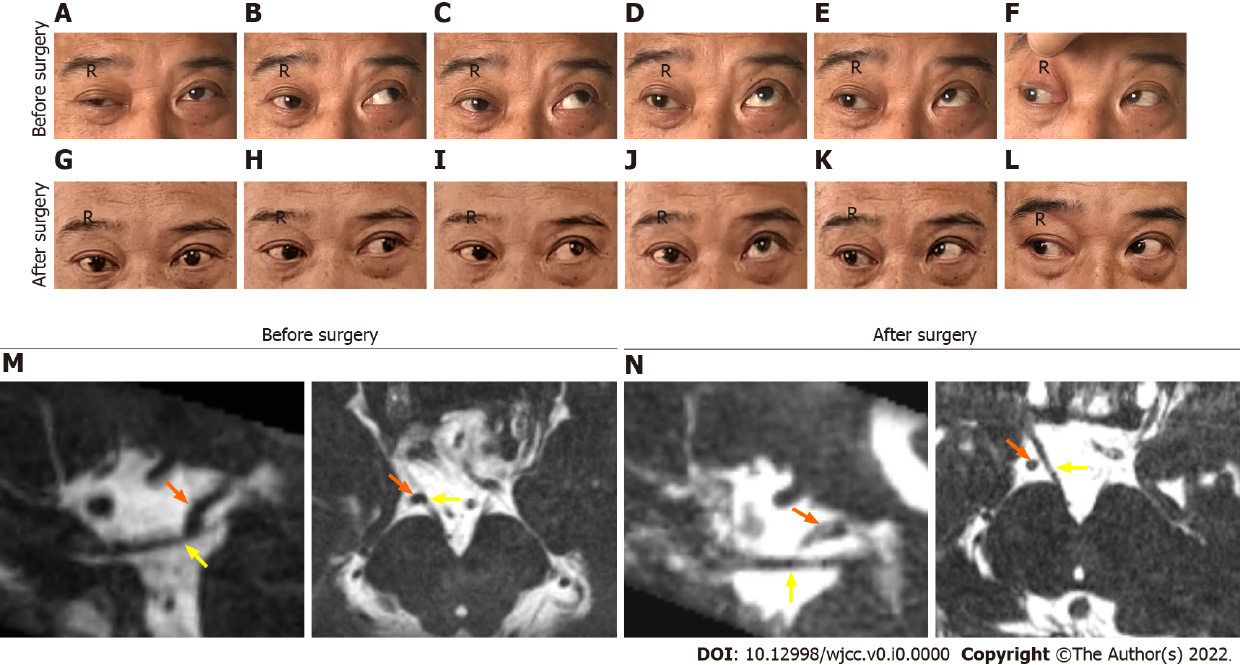 A B C D E F
Before surgery
R R R R R R
G H I J K L
After surgery
R R R R R R
Before surgery After surgery
M N
DOI: 10.12998/wjcc.v0.i0.0000 Copyright ©The Author(s) 2022.